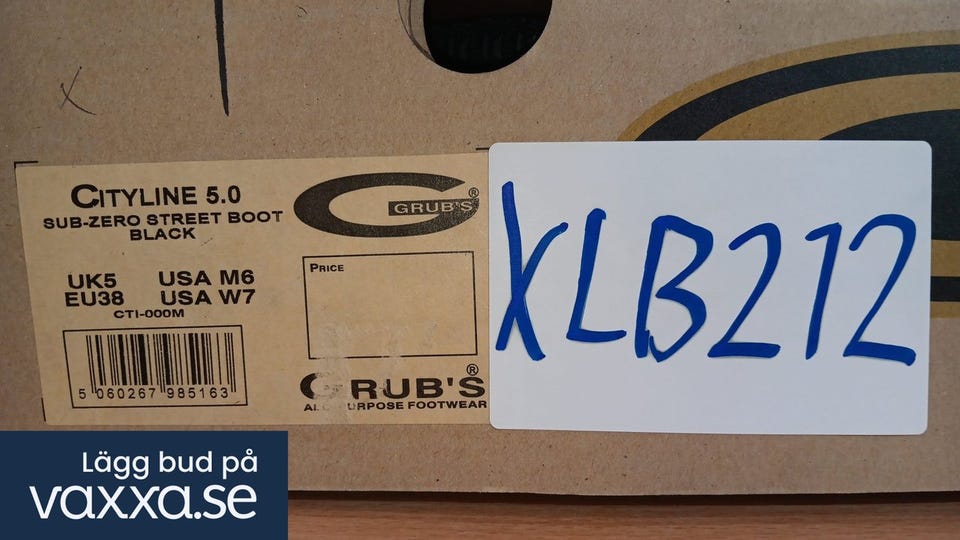 CITYLINE 5.0
SUB-ZERO STREET BOOT
BLACK
GRUB'S®
UK5 USA M6
EU38 USA W7
CTI-000M
PRICE
5 060267 985163
GRUB'S®
ALL PURPOSE FOOTWEAR
XLB212
Lägg bud på
vaxxa.se